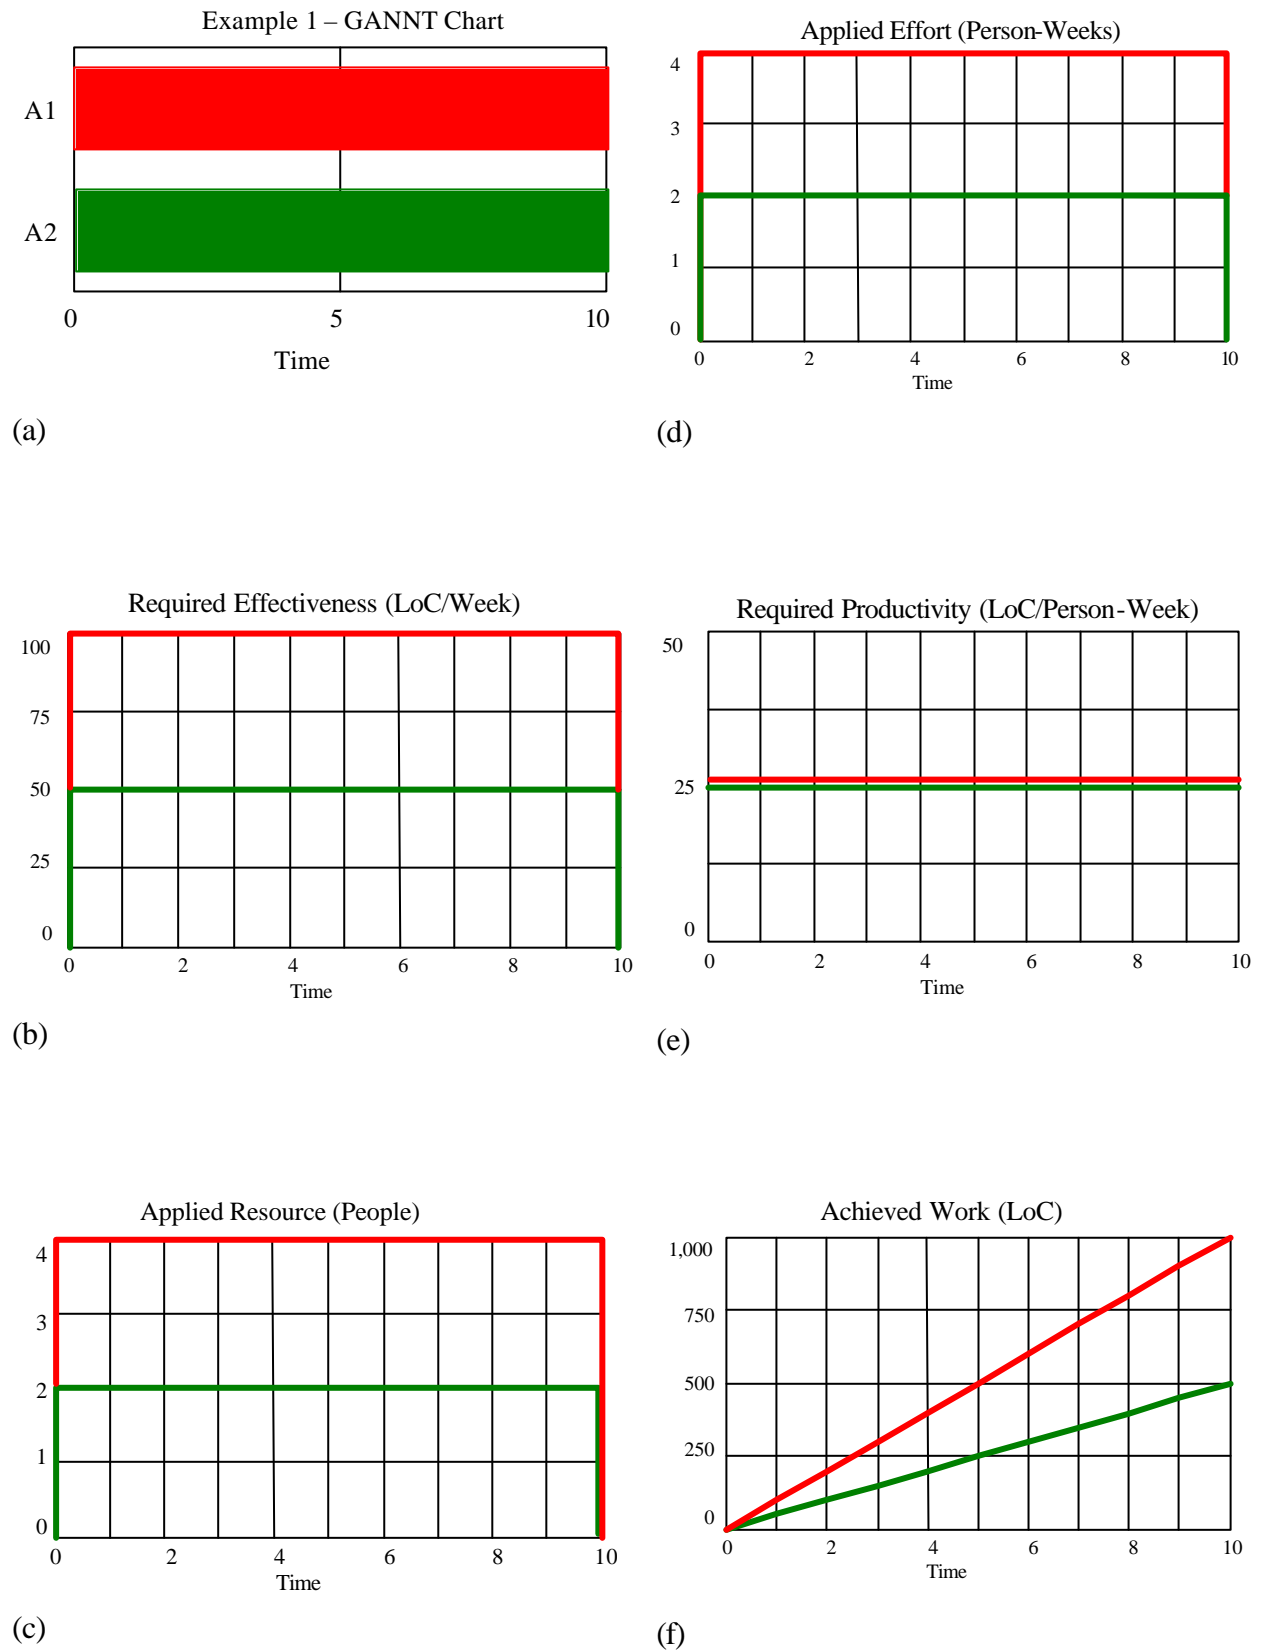 Example 1 – GANNT Chart
A1
A2
0 5 10
Time
(a)
Applied Effort (Person-Weeks)
4
3
2
1
0
0 2 4 6 8 10
Time
(d)
Required Effectiveness (LoC/Week)
100
75
50
25
0
0 2 4 6 8 10
Time
(b)
Required Productivity (LoC/Person-Week)
50
25
0
0 2 4 6 8 10
Time
(e)
Applied Resource (People)
4
3
2
1
0
0 2 4 6 8 10
Time
(c)
Achieved Work (LoC)
1,000
750
500
250
0
0 2 4 6 8 10
Time
(f)